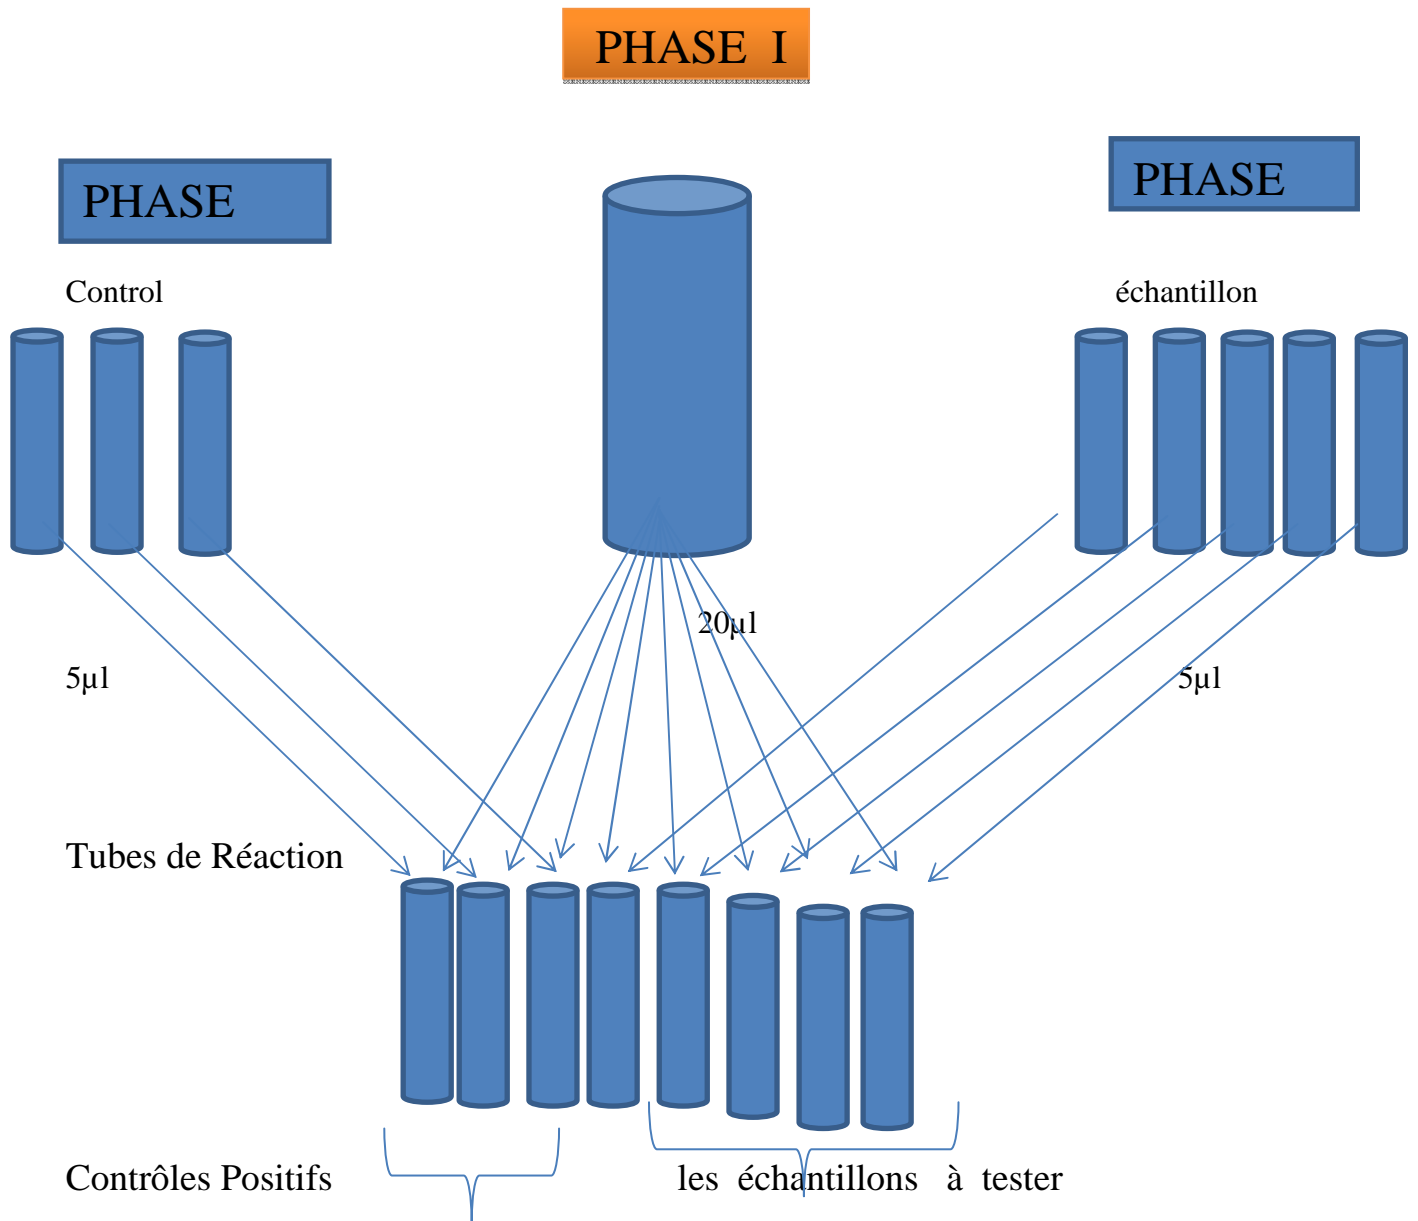 PHASE I
PHASE
PHASE
Control
échantillon
20µl
5µl
5µl
Tubes de Réaction
Contrôles Positifs
les échantillons à tester